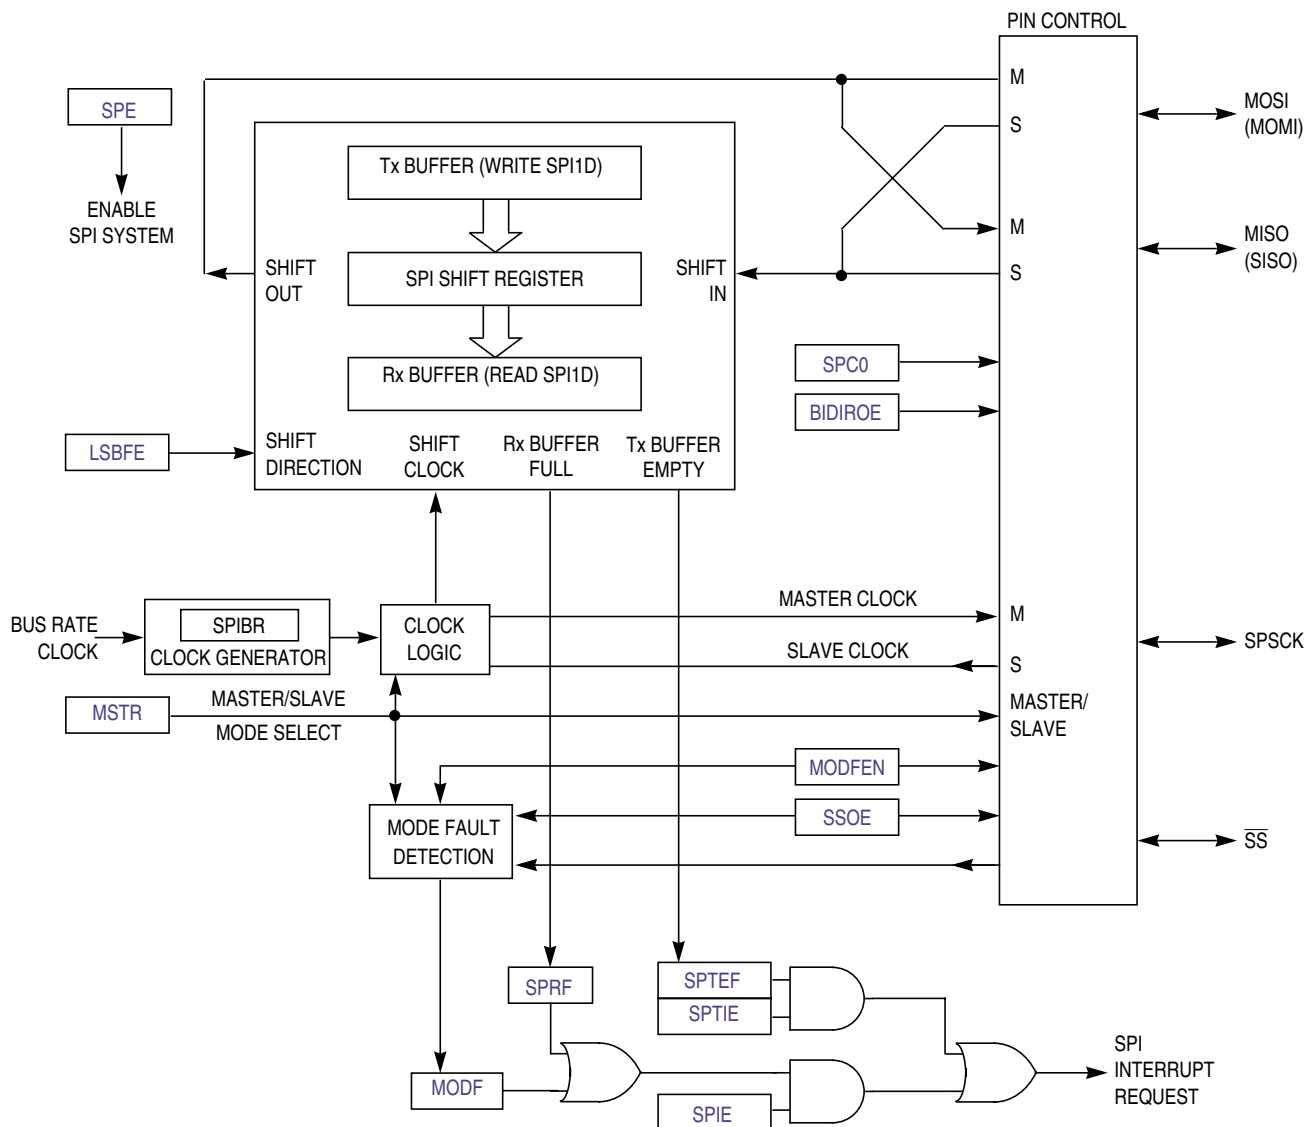 PIN CONTROL
M
MOSI
(MOMI)
SPE
S
Tx BUFFER (WRITE SPI1D)
ENABLE
SPI SYSTEM
M
MISO
(SISO)
SHIFT
OUT
SPI SHIFT REGISTER
SHIFT
IN
S
Rx BUFFER (READ SPI1D)
SPC0
BIDIROE
LSBFE
SHIFT
DIRECTION
SHIFT
CLOCK
Rx BUFFER
FULL
Tx BUFFER
EMPTY
BUS RATE
CLOCK
SPIBR
CLOCK GENERATOR
CLOCK
LOGIC
MASTER CLOCK
M
SLAVE CLOCK
S
SPSCK
MSTR
MASTER/SLAVE
MODE SELECT
MASTER/
SLAVE
MODFEN
SSOE
MODE FAULT
DETECTION
S̅S̅
SPRF
SPTEF
SPTIE
MODF
SPIE
SPI
INTERRUPT
REQUEST